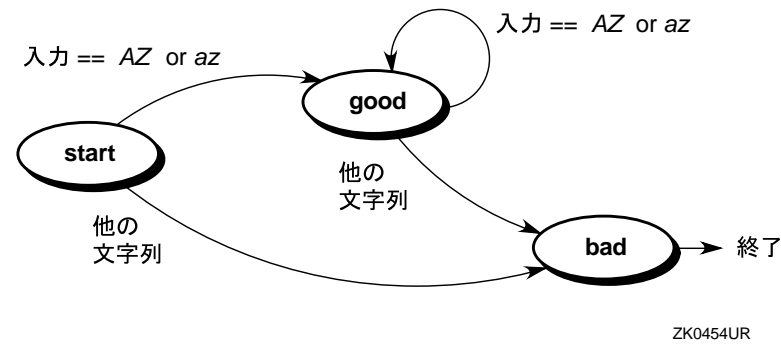 入力 == AZ or az
入力 == AZ or az
good
start
他の
文字列
他の
文字列
bad
終了
ZK0454UR